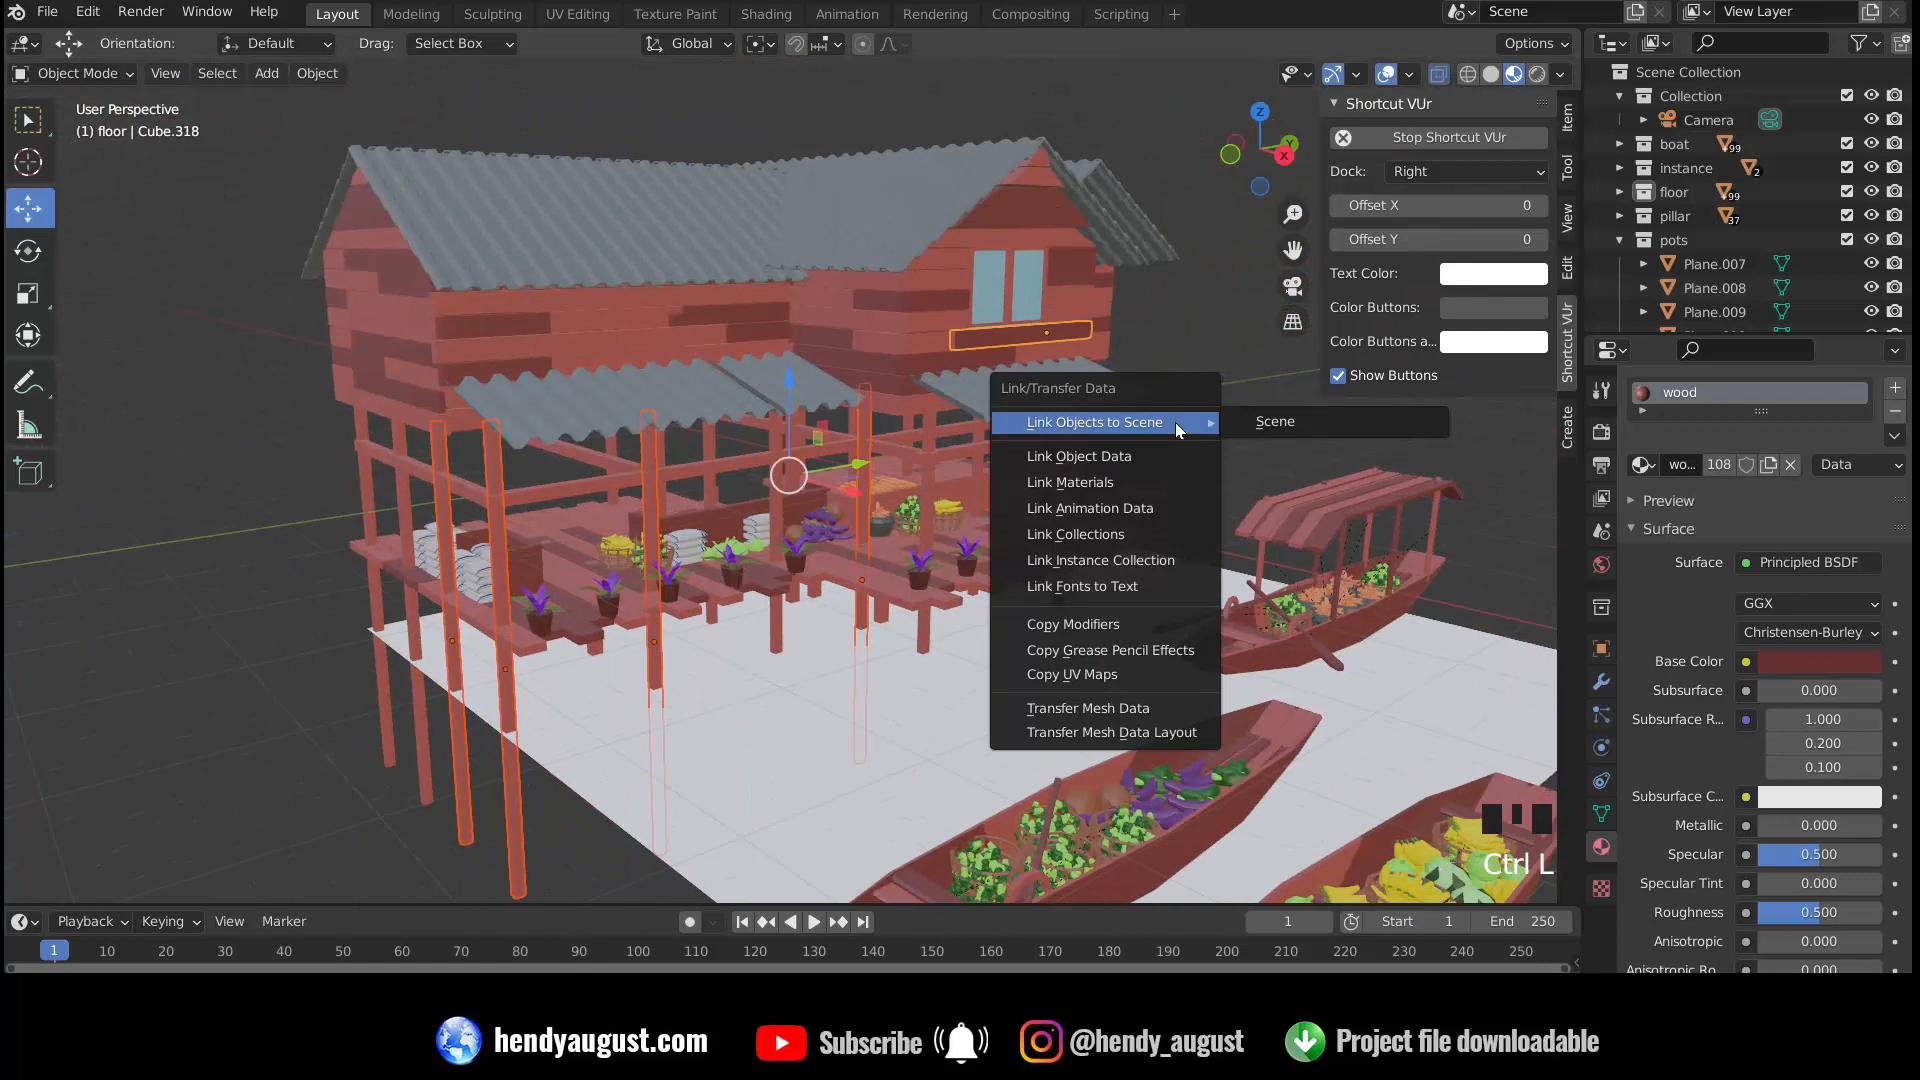 File Edit Render Window Help Layout Modeling Sculpting UV Editing Texture Paint Shading Animation Rendering Compositing Scripting + Scene View Layer
Orientation: Default Drag: Select Box Global Options
Object Mode View Select Add Object
User Perspective
(1) floor | Cube.318
Z
Y
X
Shortcut VUr
Stop Shortcut VUr
Dock: Right
Offset X 0
Offset Y 0
Text Color:
Color Buttons:
Color Buttons a...
Show Buttons
Item
Tool
View
Edit
Shortcut VUr
Create
Scene Collection
Collection
Camera
boat 99
instance 2
floor 99
pillar 37
pots
Plane.007
Plane.008
Plane.009
Link/Transfer Data
Link Objects to Scene
Scene
Link Object Data
Link Materials
Link Animation Data
Link Collections
Link Instance Collection
Link Fonts to Text
Copy Modifiers
Copy Grease Pencil Effects
Copy UV Maps
Transfer Mesh Data
Transfer Mesh Data Layout
wood
wo... 108 Data
Preview
Surface
Surface Principled BSDF
GGX
Christensen-Burley
Base Color
Subsurface 0.000
Subsurface R... 1.000
0.200
0.100
Subsurface C...
Metallic 0.000
Specular 0.500
Specular Tint 0.000
Roughness 0.500
Anisotropic 0.000
Anisotropic Ro... 0.000
Ctrl L
Playback Keying View Marker 1 Start 1 End 250
1 10 20 30 40 50 60 70 80 90 100 110 120 130 140 150 160 170 180 190 200 210 220 230 240 250
hendyaugust.com Subscribe @hendy_august Project file downloadable